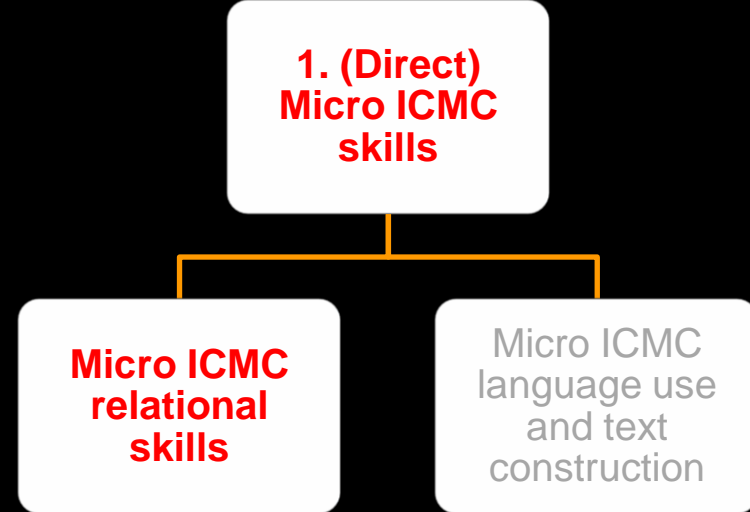 1. (Direct)
Micro ICMC
skills
Micro ICMC
relational
skills
Micro ICMC
language use
and text
construction